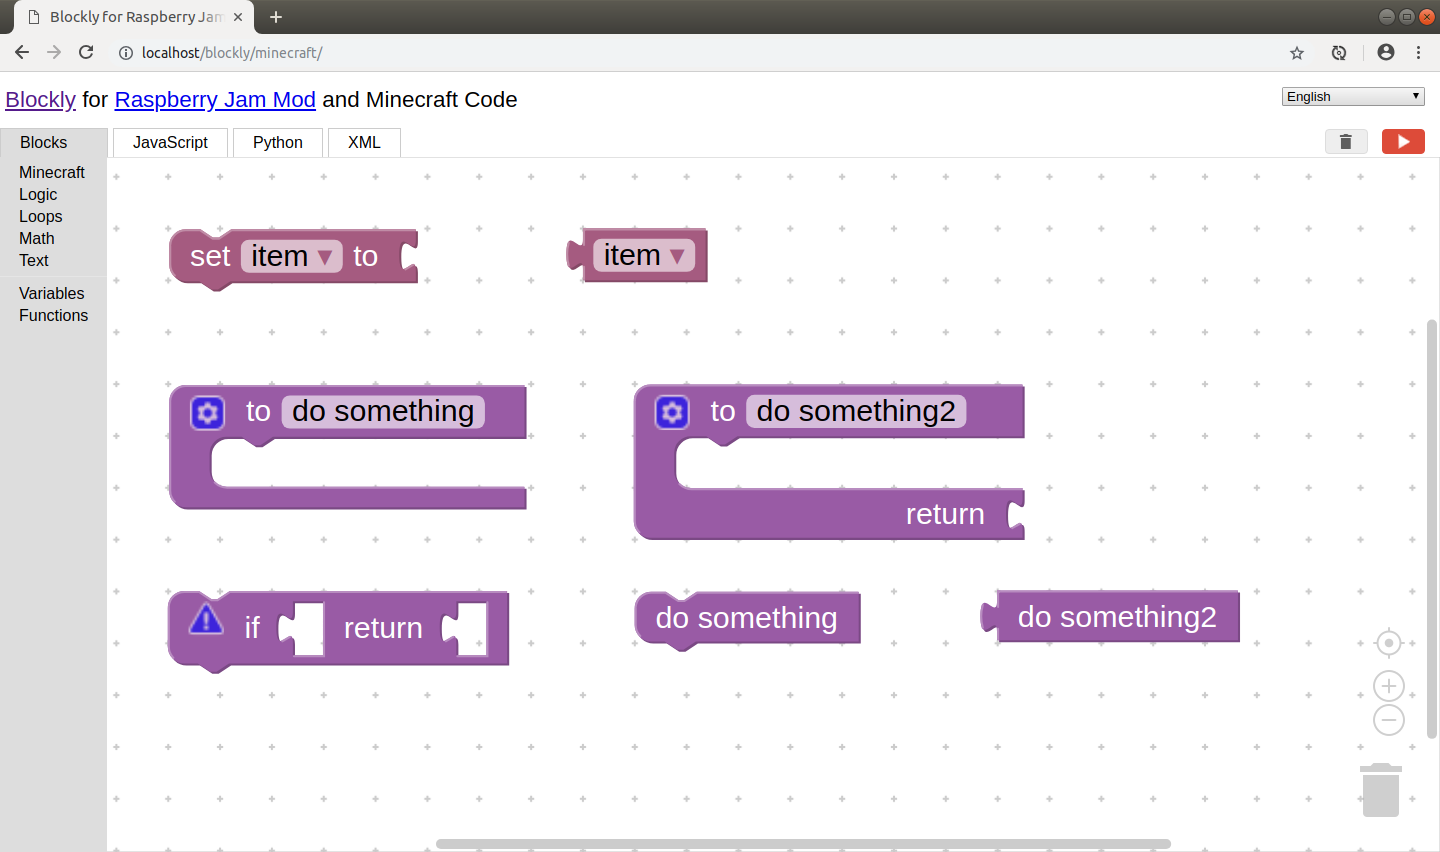 Blockly for Raspberry Jam
localhost/blockly/minecraft/
Blockly for Raspberry Jam Mod and Minecraft Code
English
Blocks
JavaScript
Python
XML
Minecraft
Logic
Loops
Math
Text
Variables
Functions
set item to
item
to do something
to do something2
return
if return
do something
do something2